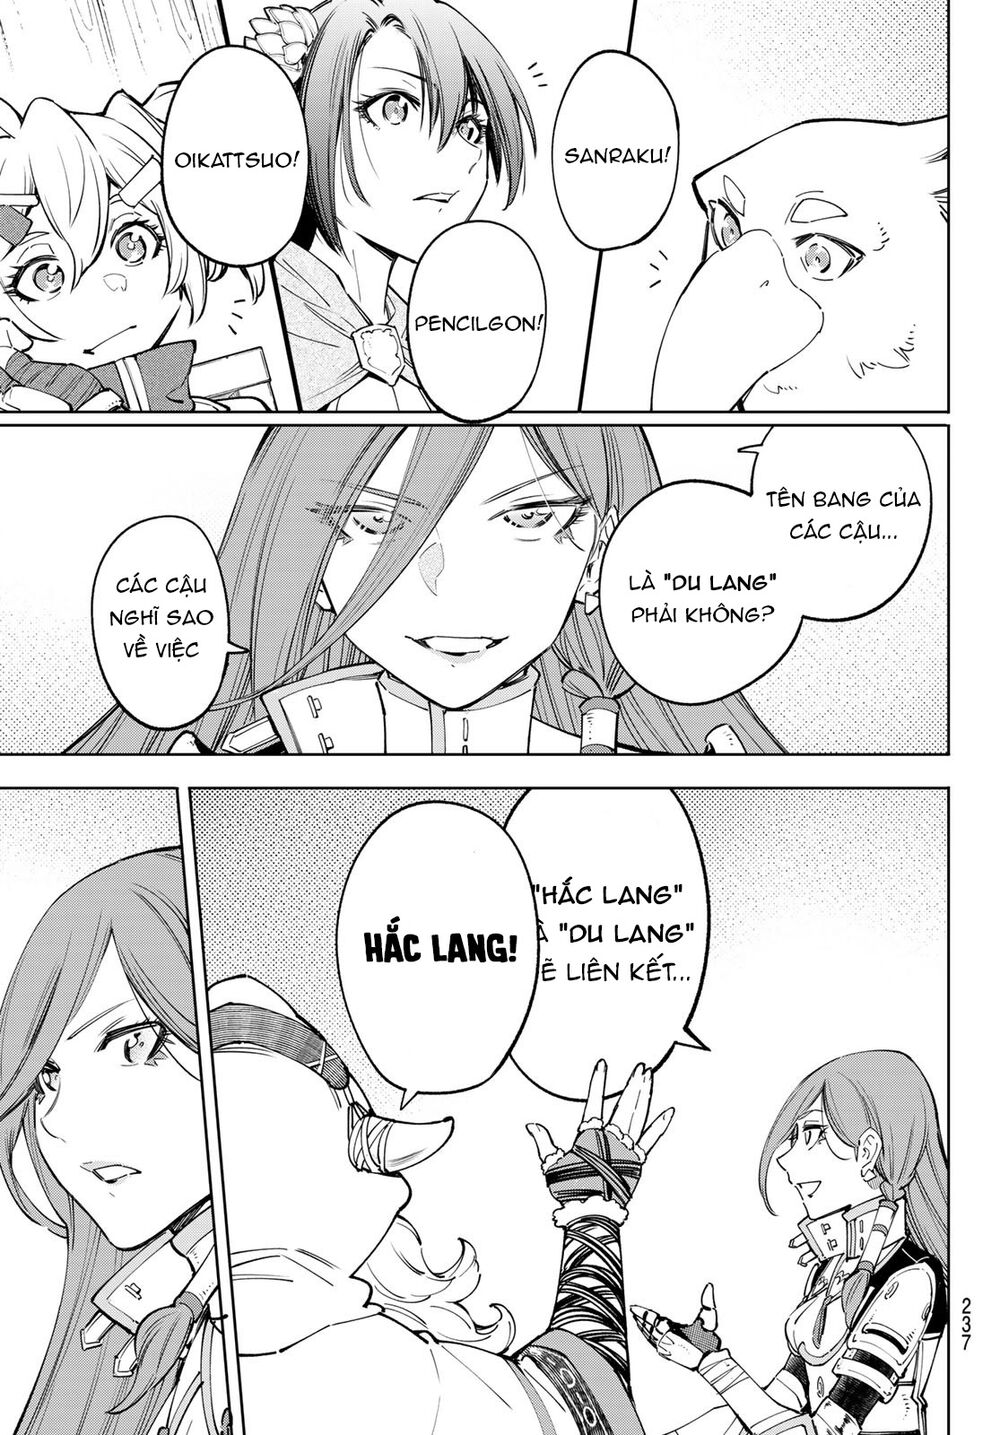 SANRAKU!
PENCILGON!
OIKATTSUO!
TÊN BANG CỦA
CÁC CẬU...
LÀ "DU LANG"
PHẢI KHÔNG?
CÁC CẬU
NGHĨ SAO
VỀ VIỆC
"HẮC LANG"
"DU LANG"
LIÊN KẾT...
HẮC LANG!
237